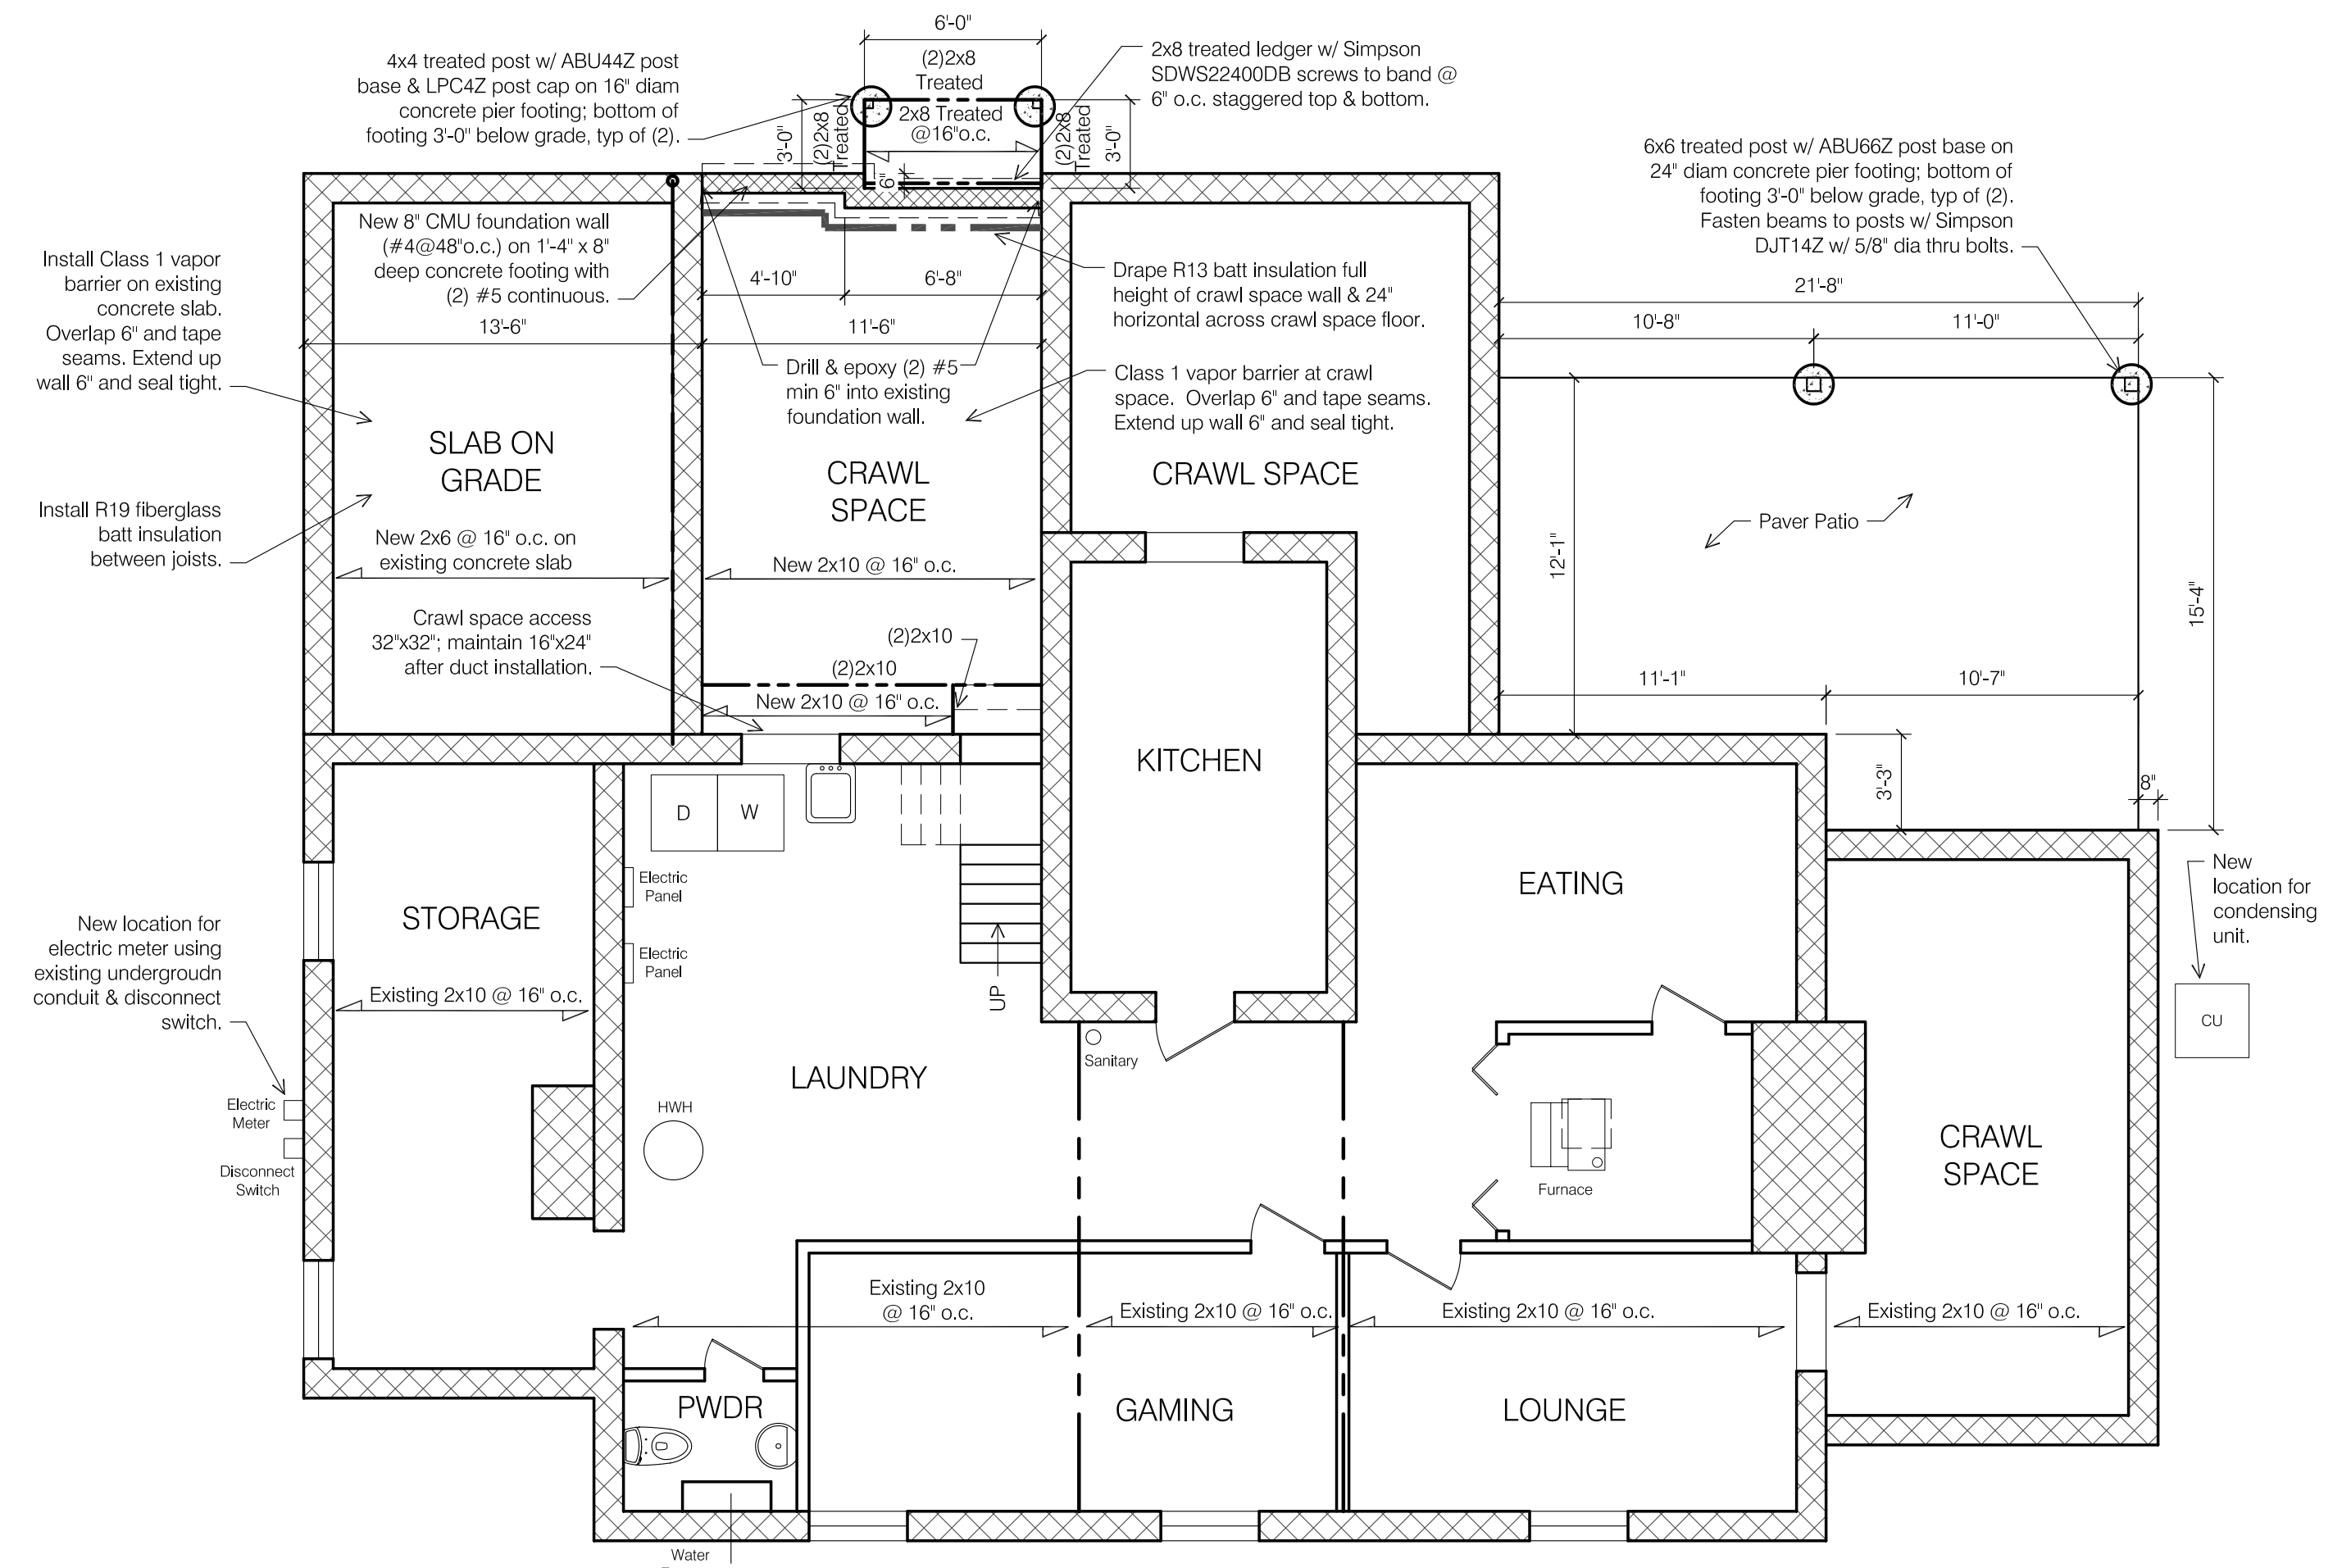 6'-0"
(2)2x8
Treated
2x8 Treated
@16"o.c.
3'-0"
(2)2x8
Treated
(2)2x8
Treated
3'-0"
6"
4x4 treated post w/ ABU44Z post
base & LPC4Z post cap on 16" diam
concrete pier footing; bottom of
footing 3'-0" below grade, typ of (2).
2x8 treated ledger w/ Simpson
SDWS22400DB screws to band @
6" o.c. staggered top & bottom.
6x6 treated post w/ ABU66Z post base on
24" diam concrete pier footing; bottom of
footing 3'-0" below grade, typ of (2).
Fasten beams to posts w/ Simpson
DJT14Z w/ 5/8" dia thru bolts.
New 8" CMU foundation wall
(#4@48"o.c.) on 1'-4" x 8"
deep concrete footing with
(2) #5 continuous.
Install Class 1 vapor
barrier on existing
concrete slab.
Overlap 6" and tape
seams. Extend up
wall 6" and seal tight.
4'-10"
6'-8"
13'-6"
11'-6"
Drape R13 batt insulation full
height of crawl space wall & 24"
horizontal across crawl space floor.
21'-8"
10'-8"
11'-0"
Drill & epoxy (2) #5
min 6" into existing
foundation wall.
Class 1 vapor barrier at crawl
space. Overlap 6" and tape seams.
Extend up wall 6" and seal tight.
SLAB ON
GRADE
CRAWL
SPACE
CRAWL SPACE
Install R19 fiberglass
batt insulation
between joists.
New 2x6 @ 16" o.c. on
existing concrete slab
New 2x10 @ 16" o.c.
Paver Patio
12'-1"
15'-4"
Crawl space access
32"x32"; maintain 16"x24"
after duct installation.
(2)2x10
(2)2x10
New 2x10 @ 16" o.c.
11'-1"
10'-7"
3'-3"
8"
KITCHEN
D
W
Electric
Panel
Electric
Panel
EATING
New
location for
condensing
unit.
CU
STORAGE
New location for
electric meter using
existing undergroudn
conduit & disconnect
switch.
Existing 2x10 @ 16" o.c.
UP
Sanitary
LAUNDRY
HWH
Electric
Meter
Disconnect
Switch
Furnace
CRAWL
SPACE
Existing 2x10
@ 16" o.c.
Existing 2x10 @ 16" o.c.
Existing 2x10 @ 16" o.c.
Existing 2x10 @ 16" o.c.
PWDR
GAMING
LOUNGE
Water